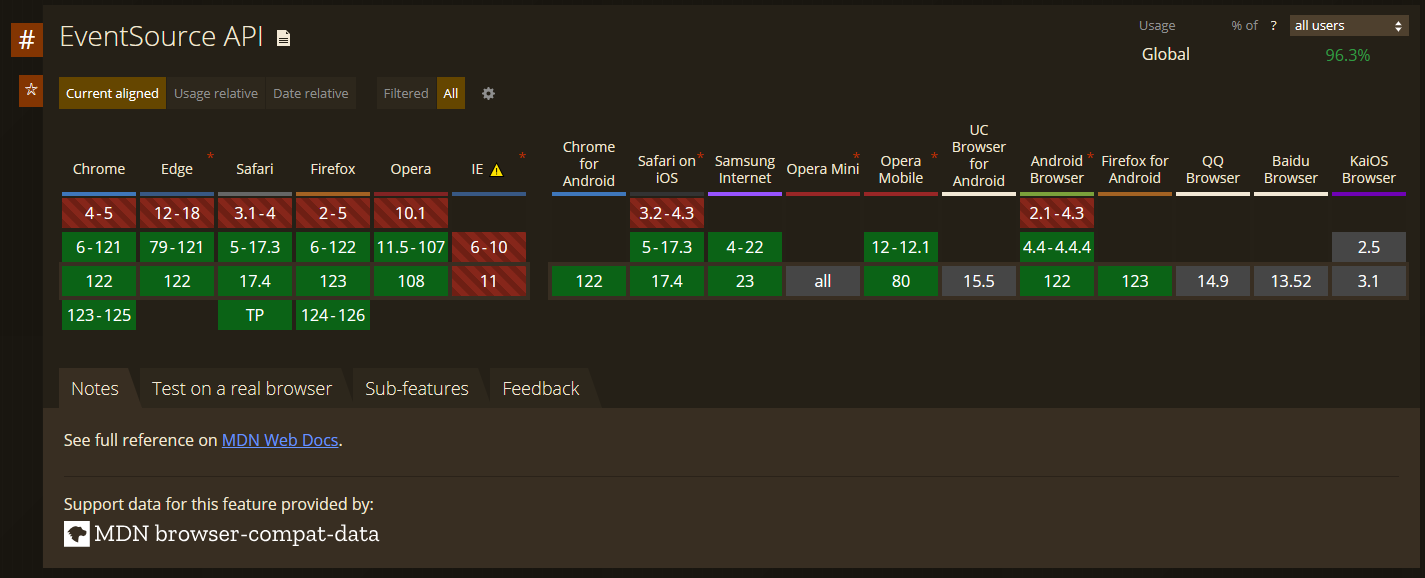 #
EventSource API
Usage % of ? all users
Global 96.3%
☆
Current aligned Usage relative Date relative Filtered All
Chrome Edge * Safari Firefox Opera IE * Chrome for Android Safari on iOS * Samsung Internet Opera Mini * Opera Mobile * UC Browser for Android Android Browser * Firefox for Android QQ Browser Baidu Browser KaiOS Browser
4-5 12-18 3.1-4 2-5 10.1 3.2-4.3 2.1-4.3
6-121 79-121 5-17.3 6-122 11.5-107 6-10 5-17.3 4-22 12-12.1 4.4-4.4.4 2.5
122 122 17.4 123 108 11 122 17.4 23 all 80 15.5 122 123 14.9 13.52 3.1
123-125 TP 124-126
Notes Test on a real browser Sub-features Feedback
See full reference on MDN Web Docs.
Support data for this feature provided by:
MDN browser-compat-data